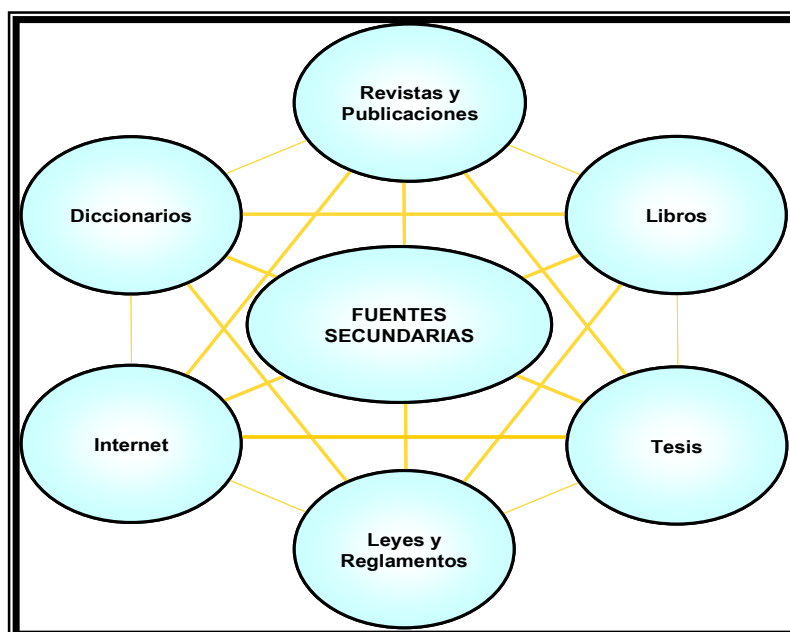 Revistas y
Publicaciones
Diccionarios
Libros
FUENTES
SECUNDARIAS
Internet
Tesis
Leyes y
Reglamentos